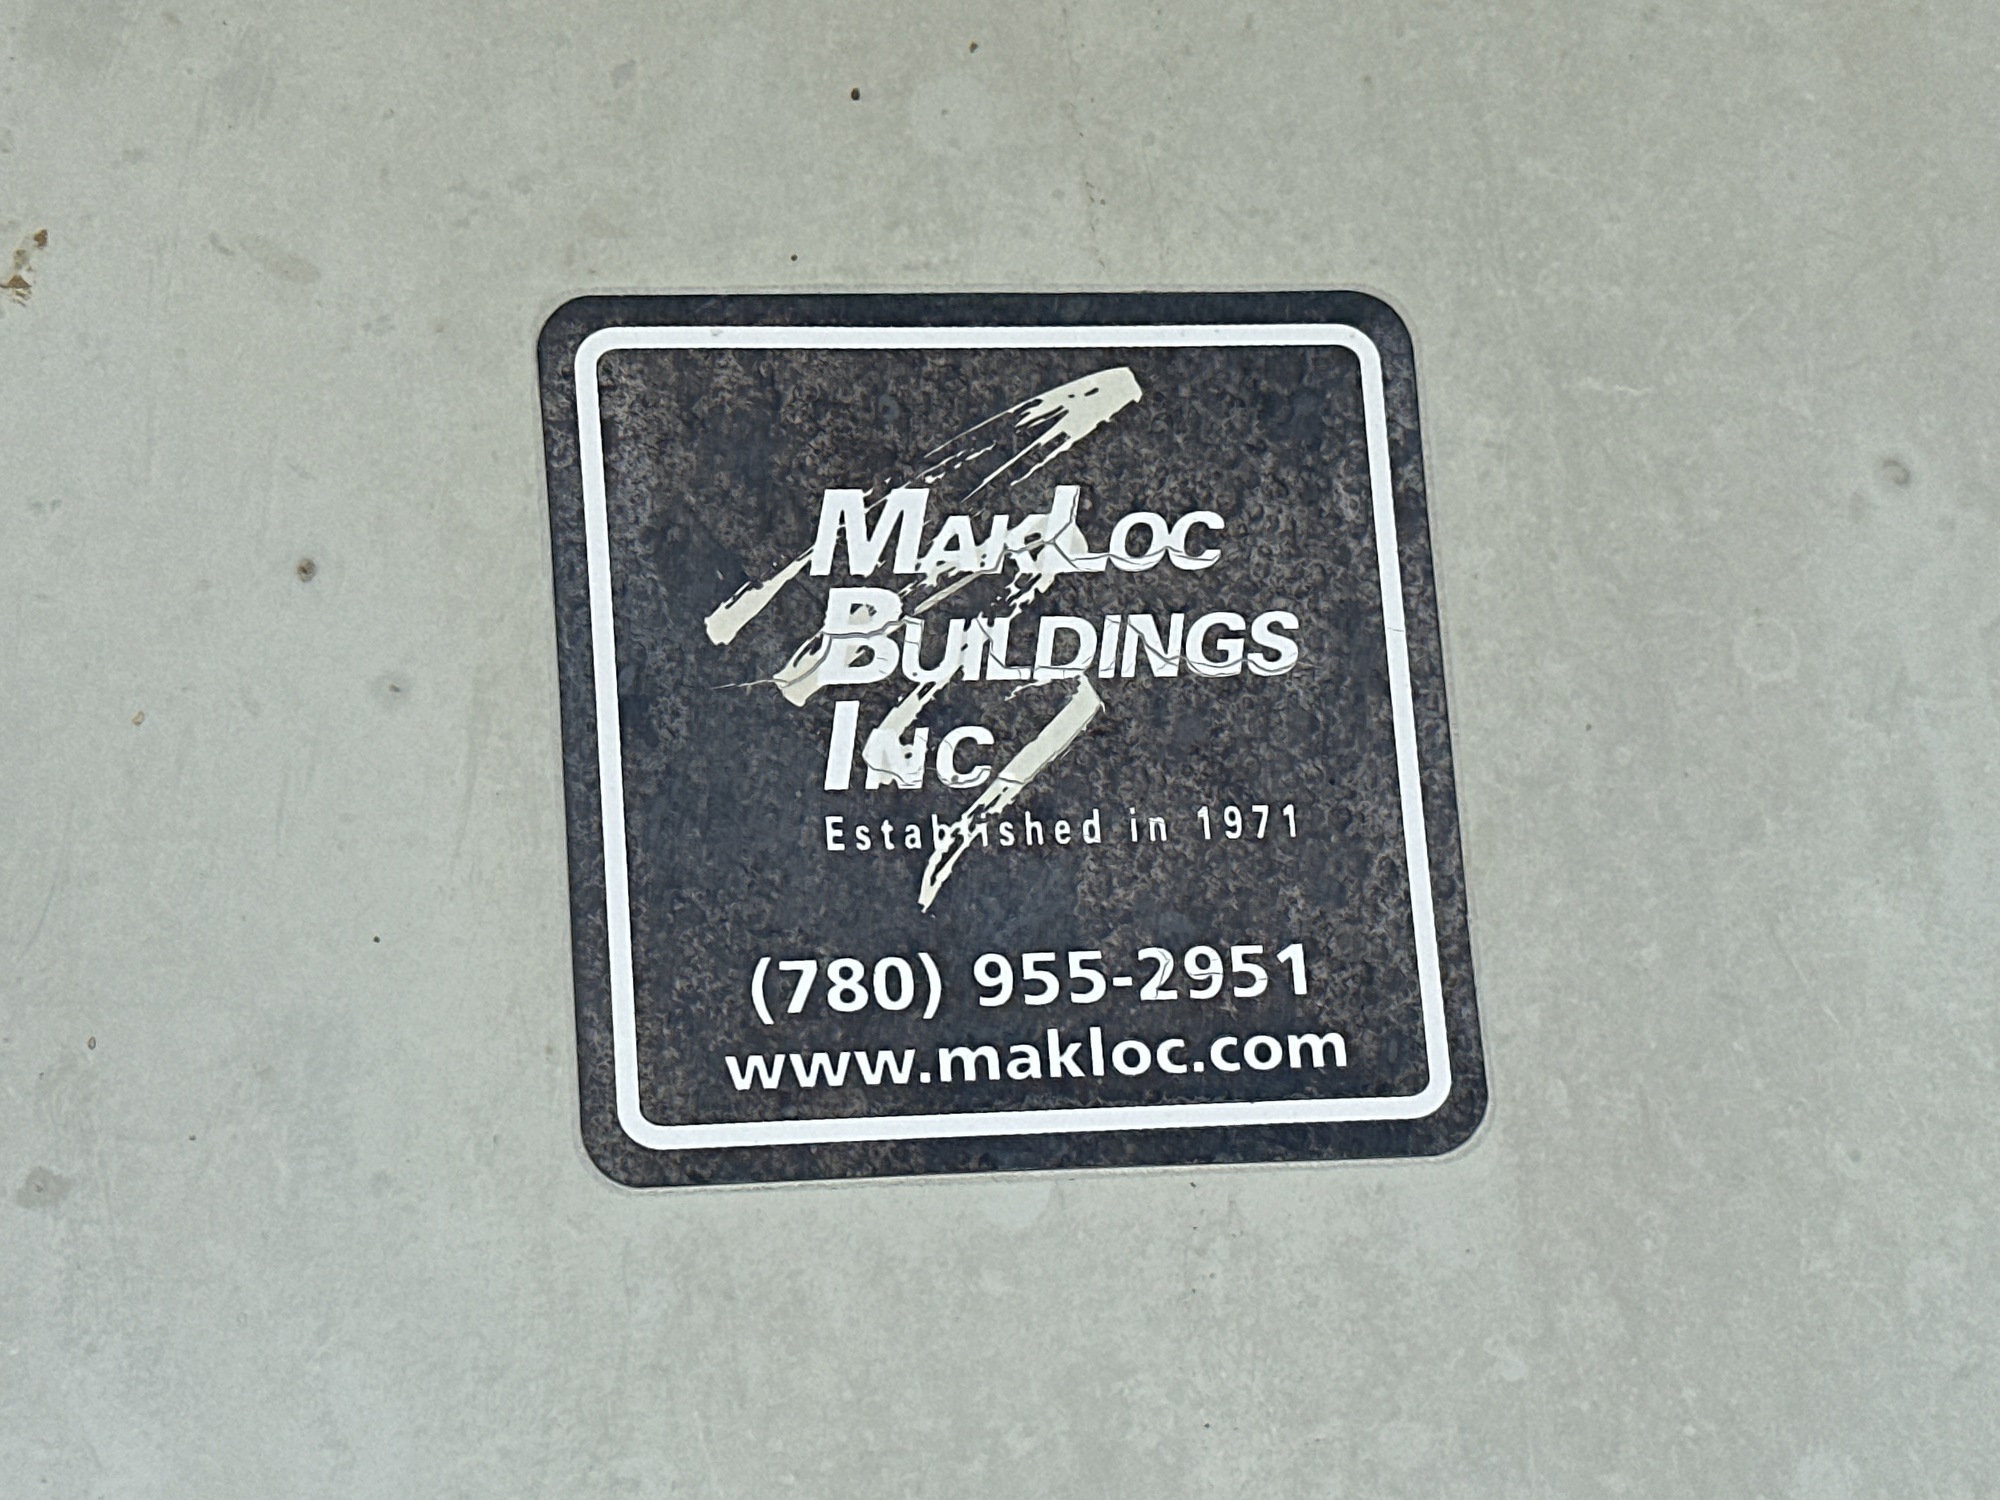 MAKLOC
BUILDINGS
INC
Established in 1971
(780) 955-2951
www.makloc.com